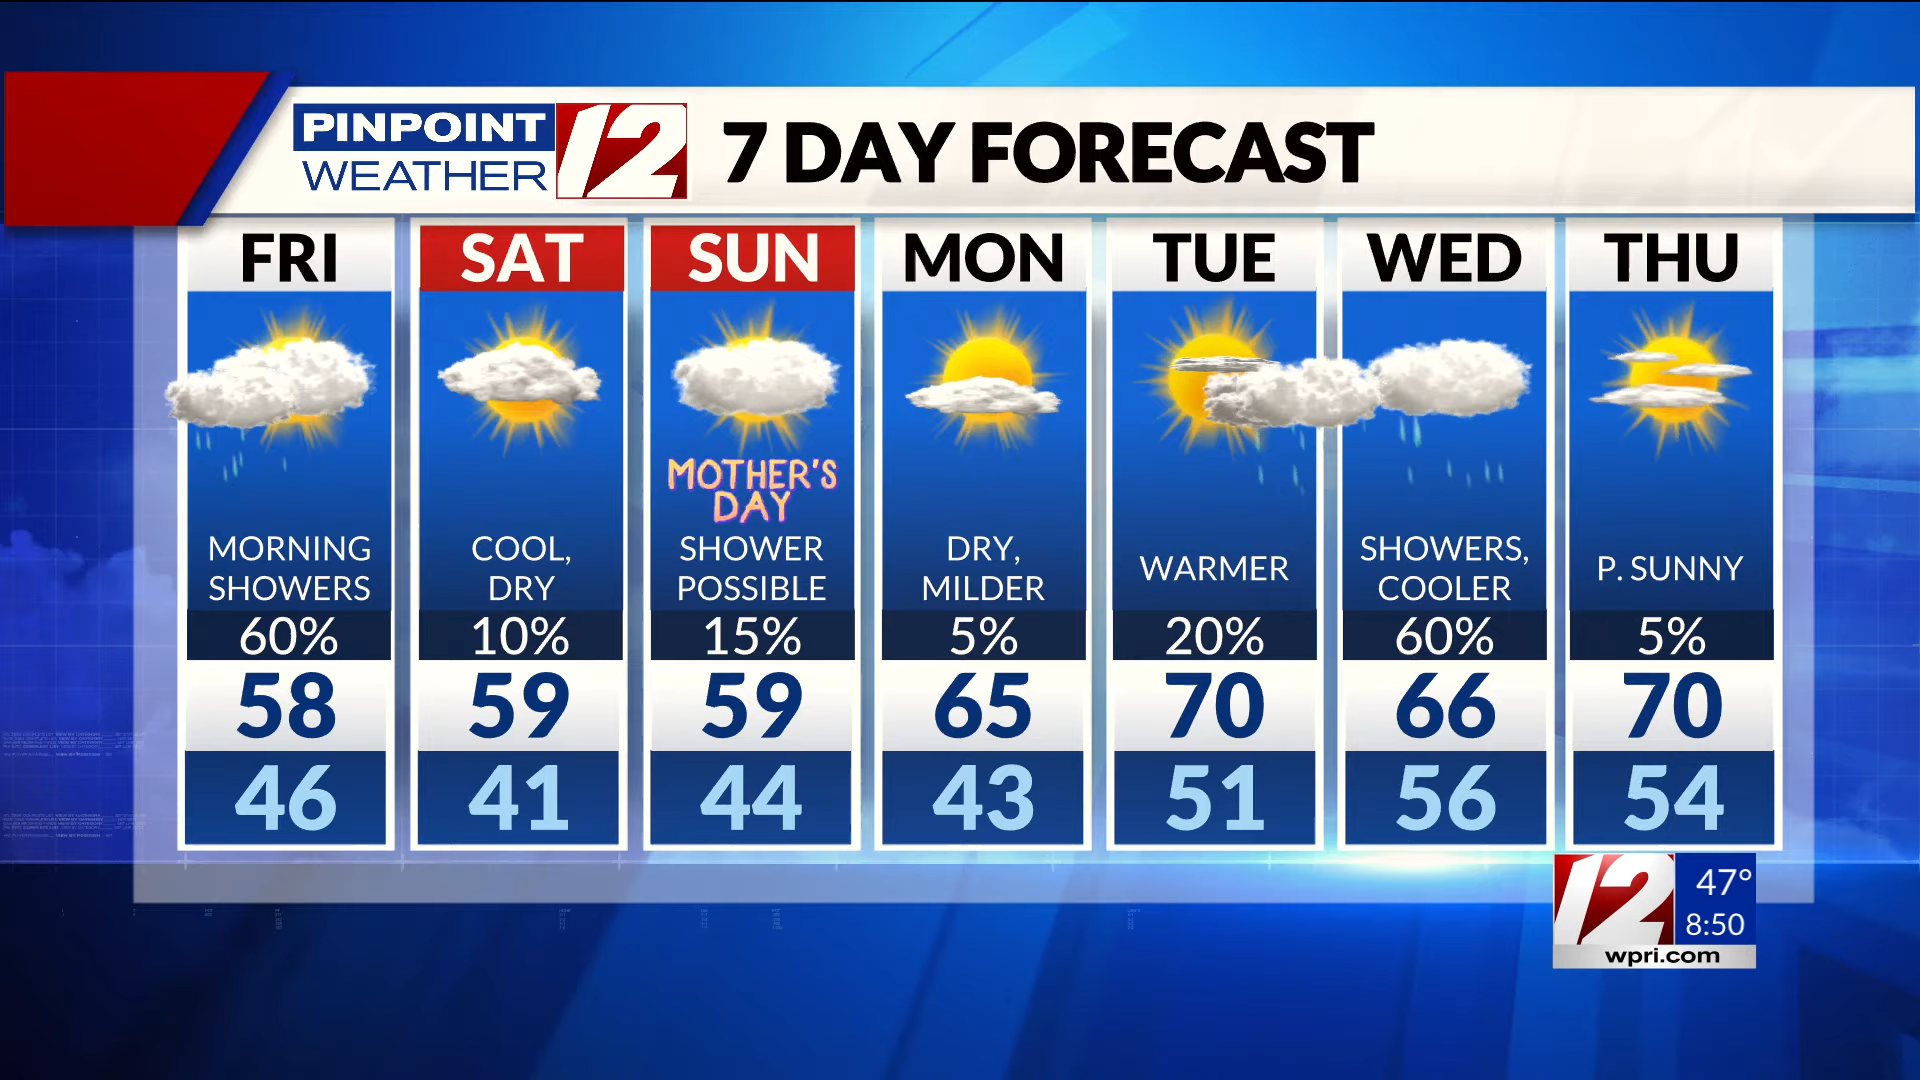 PINPOINT
WEATHER 12
7 DAY FORECAST
FRI
MORNING
SHOWERS
60%
58
46
SAT
COOL,
DRY
10%
59
41
SUN
MOTHER'S
DAY
SHOWER
POSSIBLE
15%
59
44
MON
DRY,
MILDER
5%
65
43
TUE
WARMER
20%
70
51
WED
SHOWERS,
COOLER
60%
66
56
THU
P. SUNNY
5%
70
54
12
47°
8:50
wpri.com